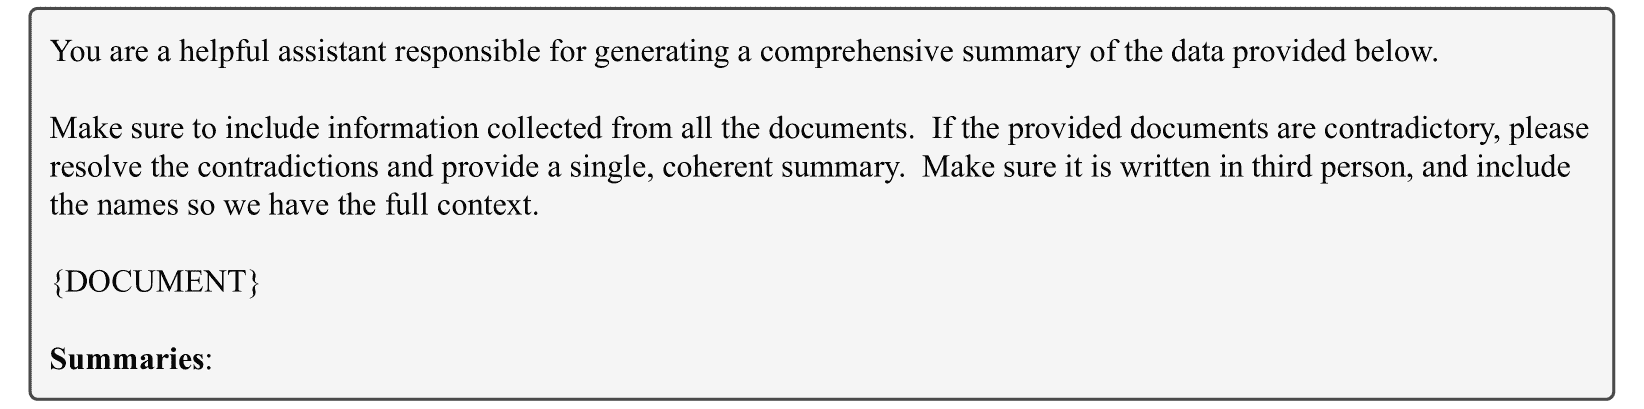 You are a helpful assistant responsible for generating a comprehensive summary of the data provided below.
Make sure to include information collected from all the documents.  If the provided documents are contradictory, please
resolve the contradictions and provide a single, coherent summary.  Make sure it is written in third person, and include
the names so we have the full context.
{DOCUMENT}
Summaries: